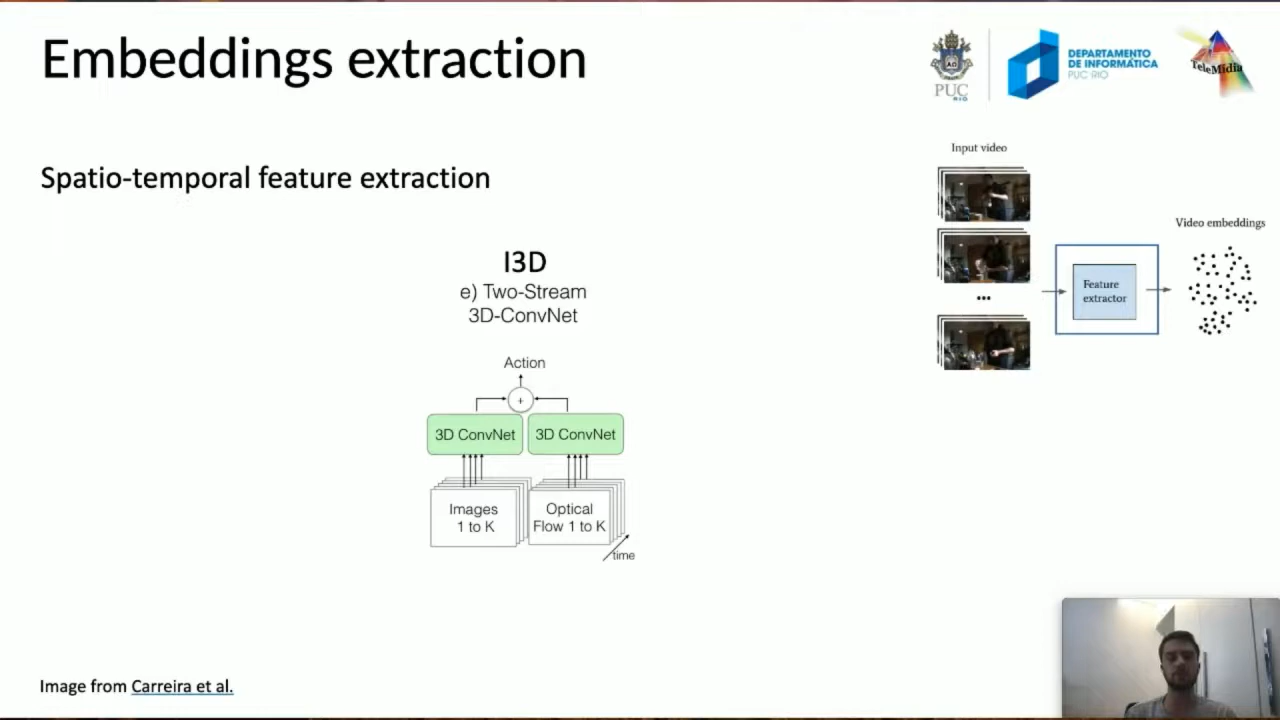 Embeddings extraction
PUC
RIO
DEPARTAMENTO
DE INFORMÁTICA
PUC-RIO
TeleMídia
Input video
Spatio-temporal feature extraction
Video embeddings
I3D
e) Two-Stream
3D-ConvNet
...
Feature
extractor
Action
+
3D ConvNet
3D ConvNet
Images
1 to K
Optical
Flow 1 to K
time
Image from Carreira et al.